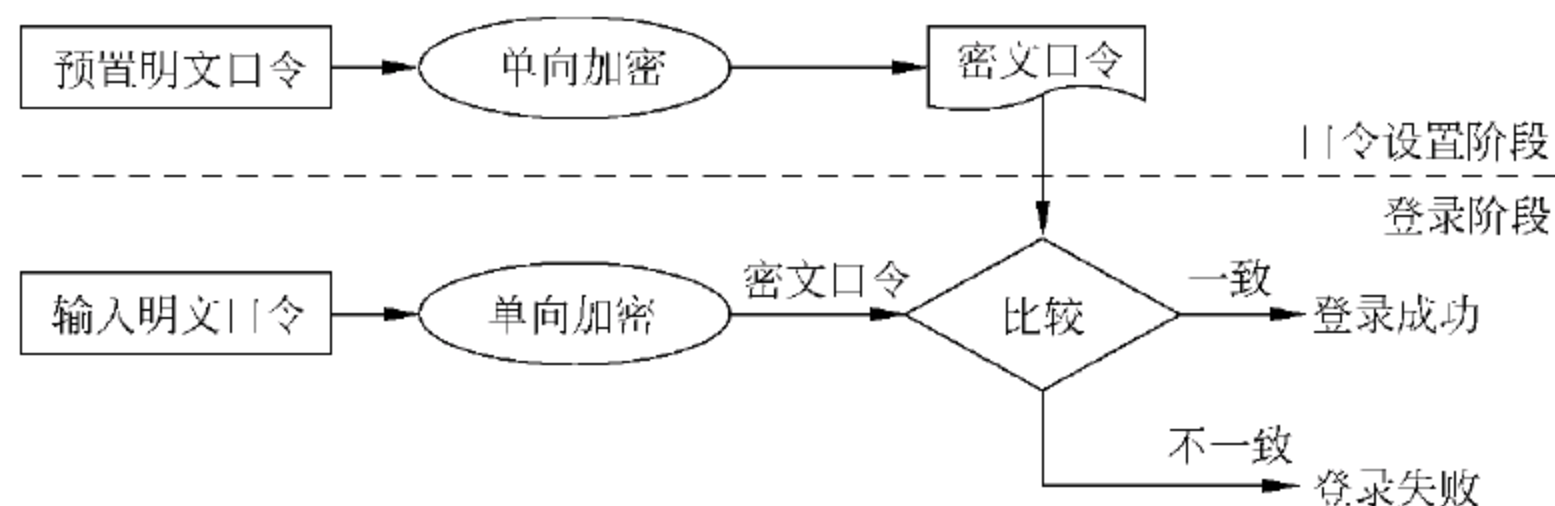 预置明文口令
单向加密
密文口令
口令设置阶段
登录阶段
输入明文口令
单向加密
密文口令
比较
一致
登录成功
不一致
登录失败